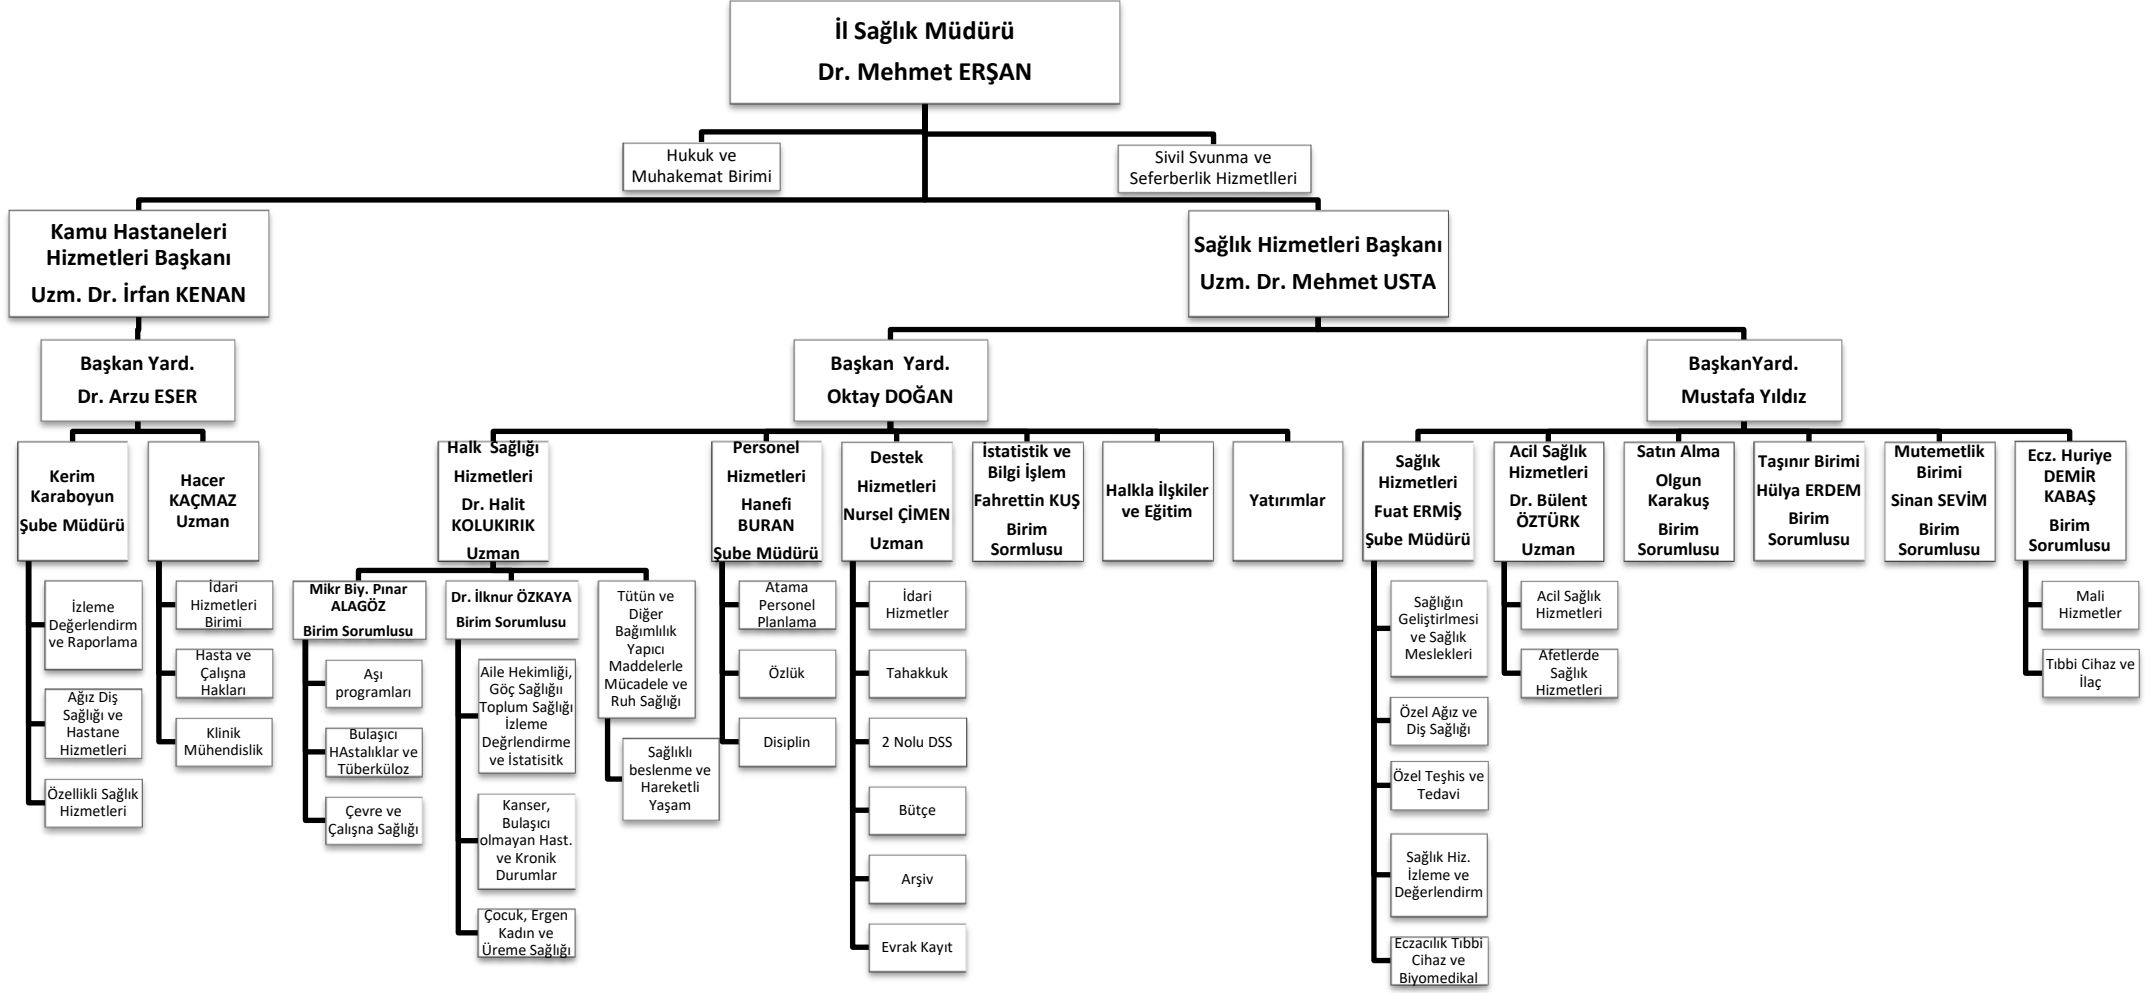 İl Sağlık Müdürü
Dr. Mehmet ERŞAN
Hukuk ve
Muhakemat Birimi
Sivil Svunma ve
Seferberlik Hizmetlleri
Kamu Hastaneleri
Hizmetleri Başkanı
Uzm. Dr. İrfan KENAN
Sağlık Hizmetleri Başkanı
Uzm. Dr. Mehmet USTA
Başkan Yard.
Dr. Arzu ESER
Başkan Yard.
Oktay DOĞAN
BaşkanYard.
Mustafa Yıldız
Kerim
Karaboyun
Şube Müdürü
Hacer
KAÇMAZ
Uzman
Halk Sağlığı
Hizmetleri
Dr. Halit
KOLUKIRIK
Uzman
Personel
Hizmetleri
Hanefi
BURAN
Şube Müdürü
Destek
Hizmetleri
Nursel ÇİMEN
Uzman
İstatistik ve
Bilgi İşlem
Fahrettin KUŞ
Birim
Sormlusu
Halkla İlşkiler
ve Eğitim
Yatırımlar
Sağlık
Hizmetleri
Fuat ERMİŞ
Şube Müdürü
Acil Sağlık
Hizmetleri
Dr. Bülent
ÖZTÜRK
Uzman
Satın Alma
Olgun
Karakuş
Birim
Sorumlusu
Taşınır Birimi
Hülya ERDEM
Birim
Sorumlusu
Mutemetlik
Birimi
Sinan SEVİM
Birim
Sorumlusu
Ecz. Huriye
DEMİR
KABAŞ
Birim
Sorumlusu
İzleme
Değerlendirm
ve Raporlama
Ağız Diş
Sağlığı ve
Hastane
Hizmetleri
Özellikli Sağlık
Hizmetleri
İdari
Hizmetleri
Birimi
Hasta ve
Çalışna
Hakları
Klinik
Mühendislik
Mikr Biy. Pınar
ALAGÖZ
Birim Sorumlusu
Aşı
programları
Bulaşıcı
HAstalıklar ve
Tüberküloz
Çevre ve
Çalışna Sağlığı
Dr. İlknur ÖZKAYA
Birim Sorumlusu
Aile Hekimliği,
Göç Sağlığıı
Toplum Sağlığı
İzleme
Değrlendirme
ve İstatisitk
Kanser,
Bulaşıcı
olmayan Hast.
ve Kronik
Durumlar
Çocuk, Ergen
Kadın ve
Üreme Sağlığı
Tütün ve
Diğer
Bağımlılık
Yapıcı
Maddelerle
Mücadele ve
Ruh Sağlığı
Sağlıklı
beslenme ve
Hareketli
Yaşam
Atama
Personel
Planlama
Özlük
Disiplin
İdari
Hizmetler
Tahakkuk
2 Nolu DSS
Bütçe
Arşiv
Evrak Kayıt
Sağlığın
Geliştirlmesi
ve Sağlık
Meslekleri
Özel Ağız ve
Diş Sağlığı
Özel Teşhis ve
Tedavi
Sağlık Hiz.
İzleme ve
Değerlendirm
Eczacılık Tıbbi
Cihaz ve
Biyomedikal
Acil Sağlık
Hizmetleri
Afetlerde
Sağlık
Hizmetleri
Mali
Hizmetler
Tıbbi Cihaz ve
İlaç